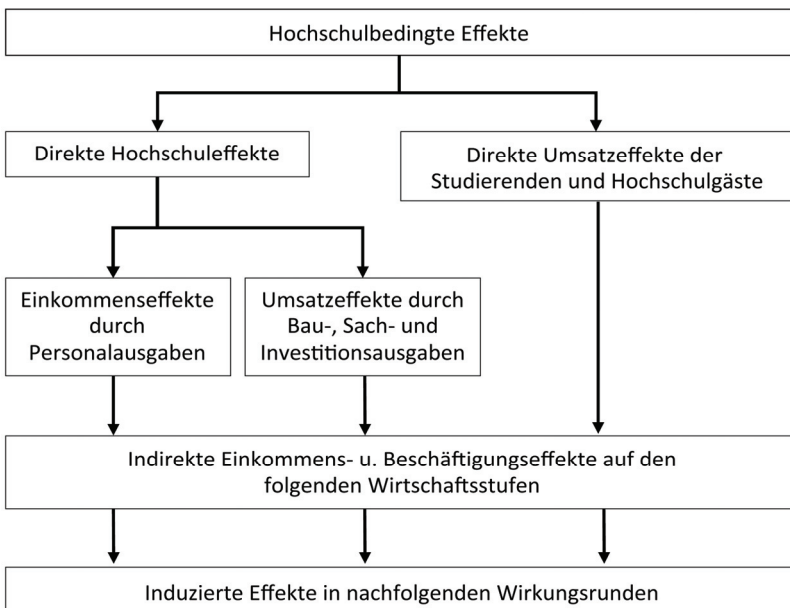 Hochschulbedingte Effekte
Direkte Hochschuleffekte
Direkte Umsatzeffekte der
Studierenden und Hochschulgäste
Einkommenseffekte
durch
Personalausgaben
Umsatzeffekte durch
Bau-, Sach- und
Investitionsausgaben
Indirekte Einkommens- u. Beschäftigungseffekte auf den
folgenden Wirtschaftsstufen
Induzierte Effekte in nachfolgenden Wirkungsrunden